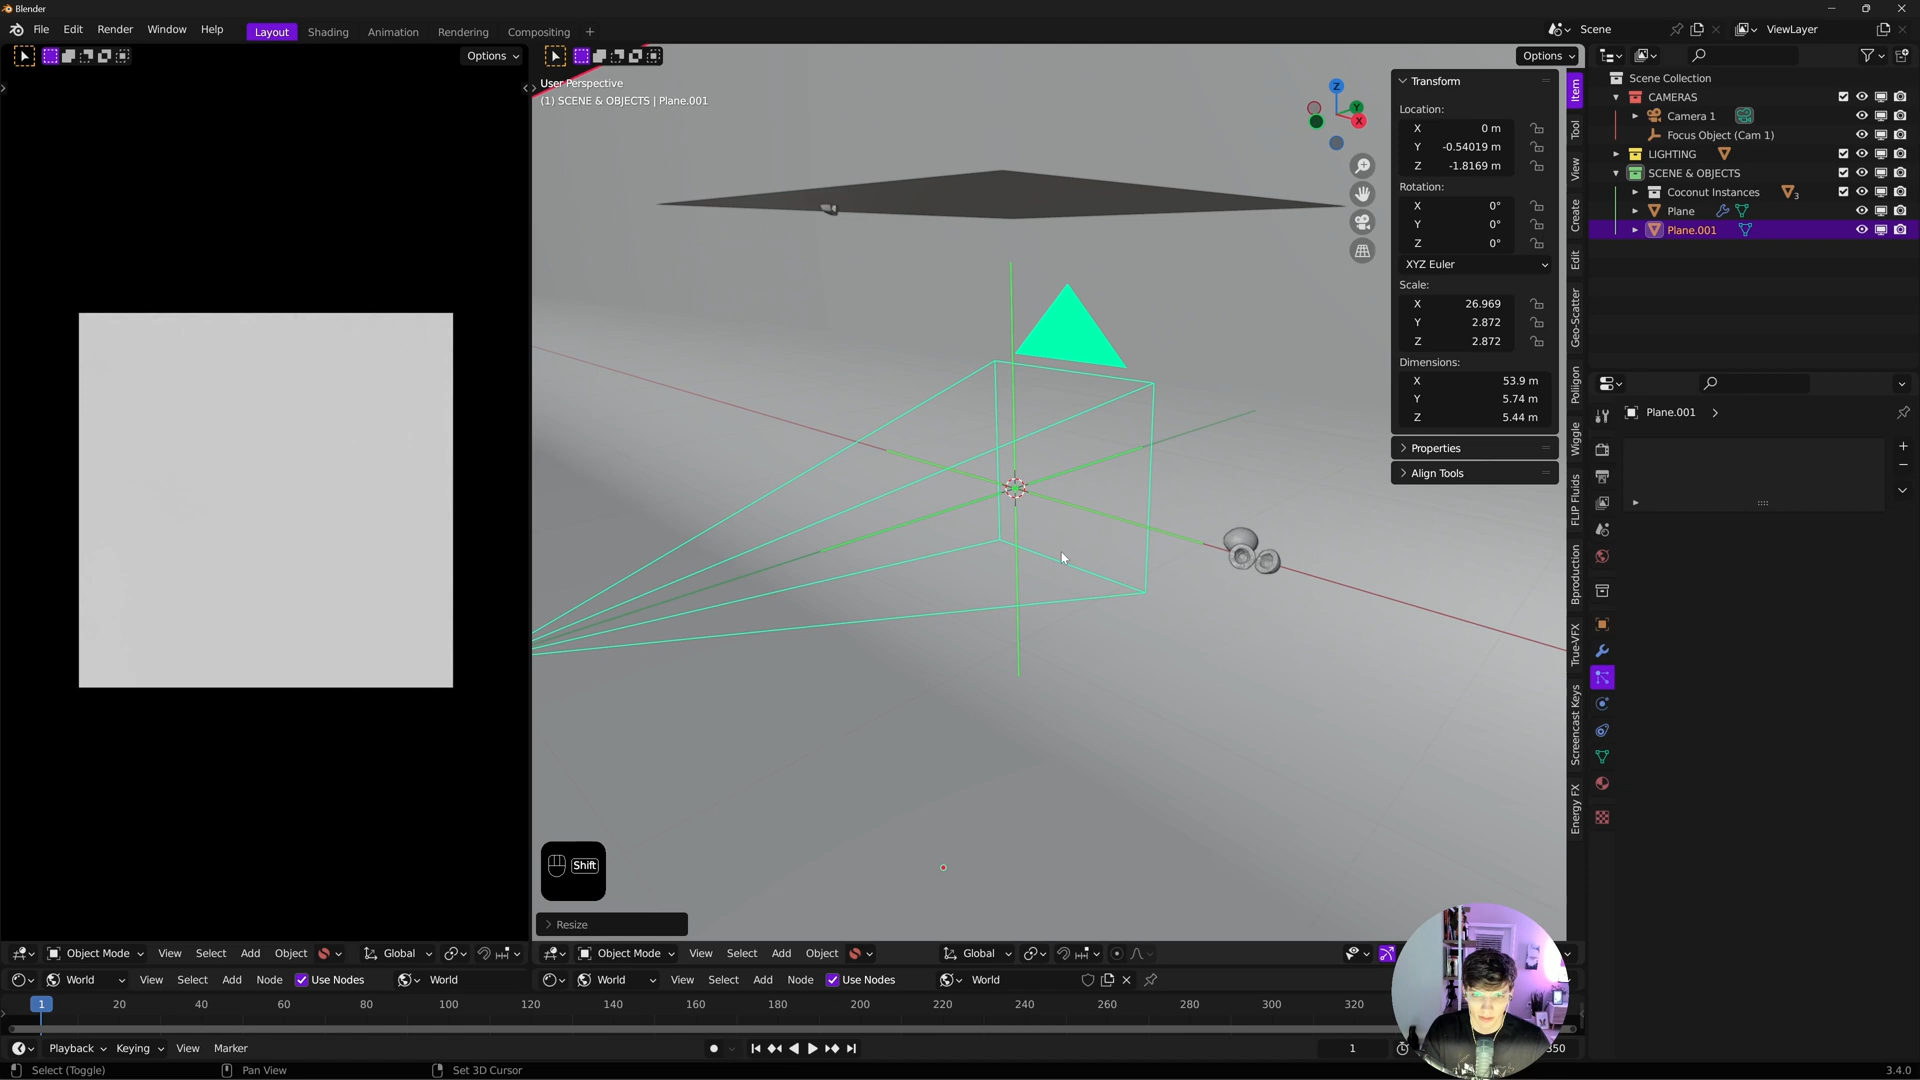 Blender
File Edit Render Window Help Layout Shading Animation Rendering Compositing +
Scene
ViewLayer
Options
Options
User Perspective
(1) SCENE & OBJECTS | Plane.001
Z
Y
X
Transform
Location:
X 0 m
Y -0.54019 m
Z -1.8169 m
Rotation:
X 0°
Y 0°
Z 0°
XYZ Euler
Scale:
X 26.969
Y 2.872
Z 2.872
Dimensions:
X 53.9 m
Y 5.74 m
Z 5.44 m
Properties
Align Tools
Item
Tool
View
Create
Edit
Geo-Scatter
Poliigon
Wiggle
FLIP Fluids
Bproduction
True-VFX
Screencast Keys
Energy FX
Scene Collection
CAMERAS
Camera 1
Focus Object (Cam 1)
LIGHTING
SCENE & OBJECTS
Coconut Instances 3
Plane
Plane.001
Plane.001
Shift
Resize
Object Mode View Select Add Object Global
Object Mode View Select Add Object Global
World View Select Add Node Use Nodes World
World View Select Add Node Use Nodes World
1 20 40 60 80 100 120 140 160 180 200 220 240 260 280 300 320
Playback Keying View Marker
1
350
Select (Toggle) Pan View Set 3D Cursor 3.4.0